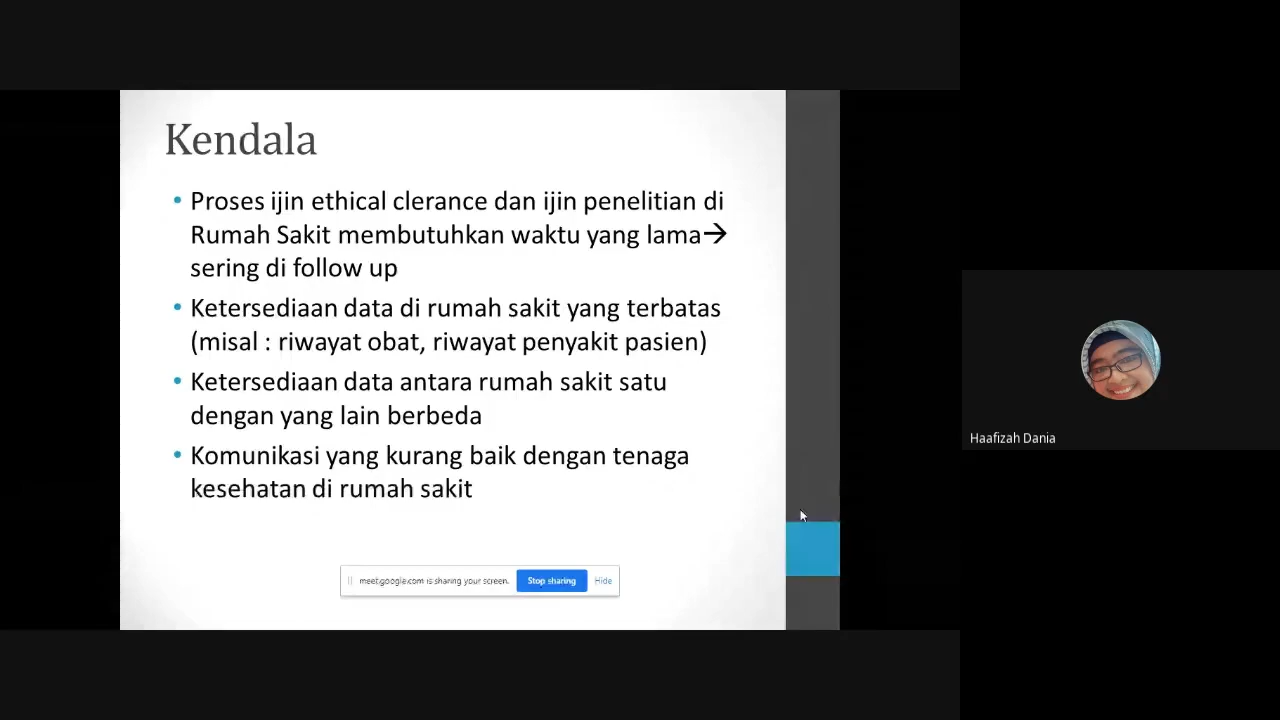 Kendala
• Proses ijin ethical clerance dan ijin penelitian di
Rumah Sakit membutuhkan waktu yang lama→
sering di follow up
• Ketersediaan data di rumah sakit yang terbatas
(misal : riwayat obat, riwayat penyakit pasien)
• Ketersediaan data antara rumah sakit satu
dengan yang lain berbeda
• Komunikasi yang kurang baik dengan tenaga
kesehatan di rumah sakit
meet.google.com is sharing your screen. Stop sharing Hide
Haafizah Dania